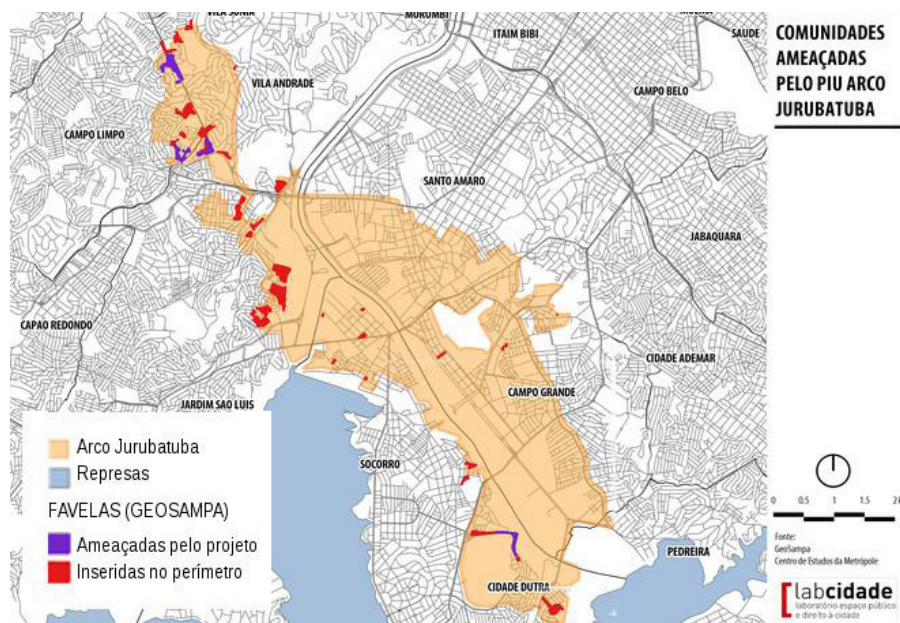 VILA SONIA
MORUMBI
MOEMA
SAUDE
ITAIM BIBI
VILA ANDRADE
CAMPO BELO
CAMPO LIMPO
SANTO AMARO
JABAQUARA
CAPAO REDONDO
CIDADE ADEMAR
CAMPO GRANDE
JARDIM SAO LUIS
SOCORRO
PEDREIRA
CIDADE DUTRA
Arco Jurubatuba
Represas
FAVELAS (GEOSAMPA)
Ameaçadas pelo projeto
Inseridas no perímetro
COMUNIDADES
AMEAÇADAS
PELO PIU ARCO
JURUBATUBA
0 0.5 1 1.5
Fonte:
GeoSampa
Centro de Estudos da Metrópole
labcidade
laboratório espaço público
e direito à cidade